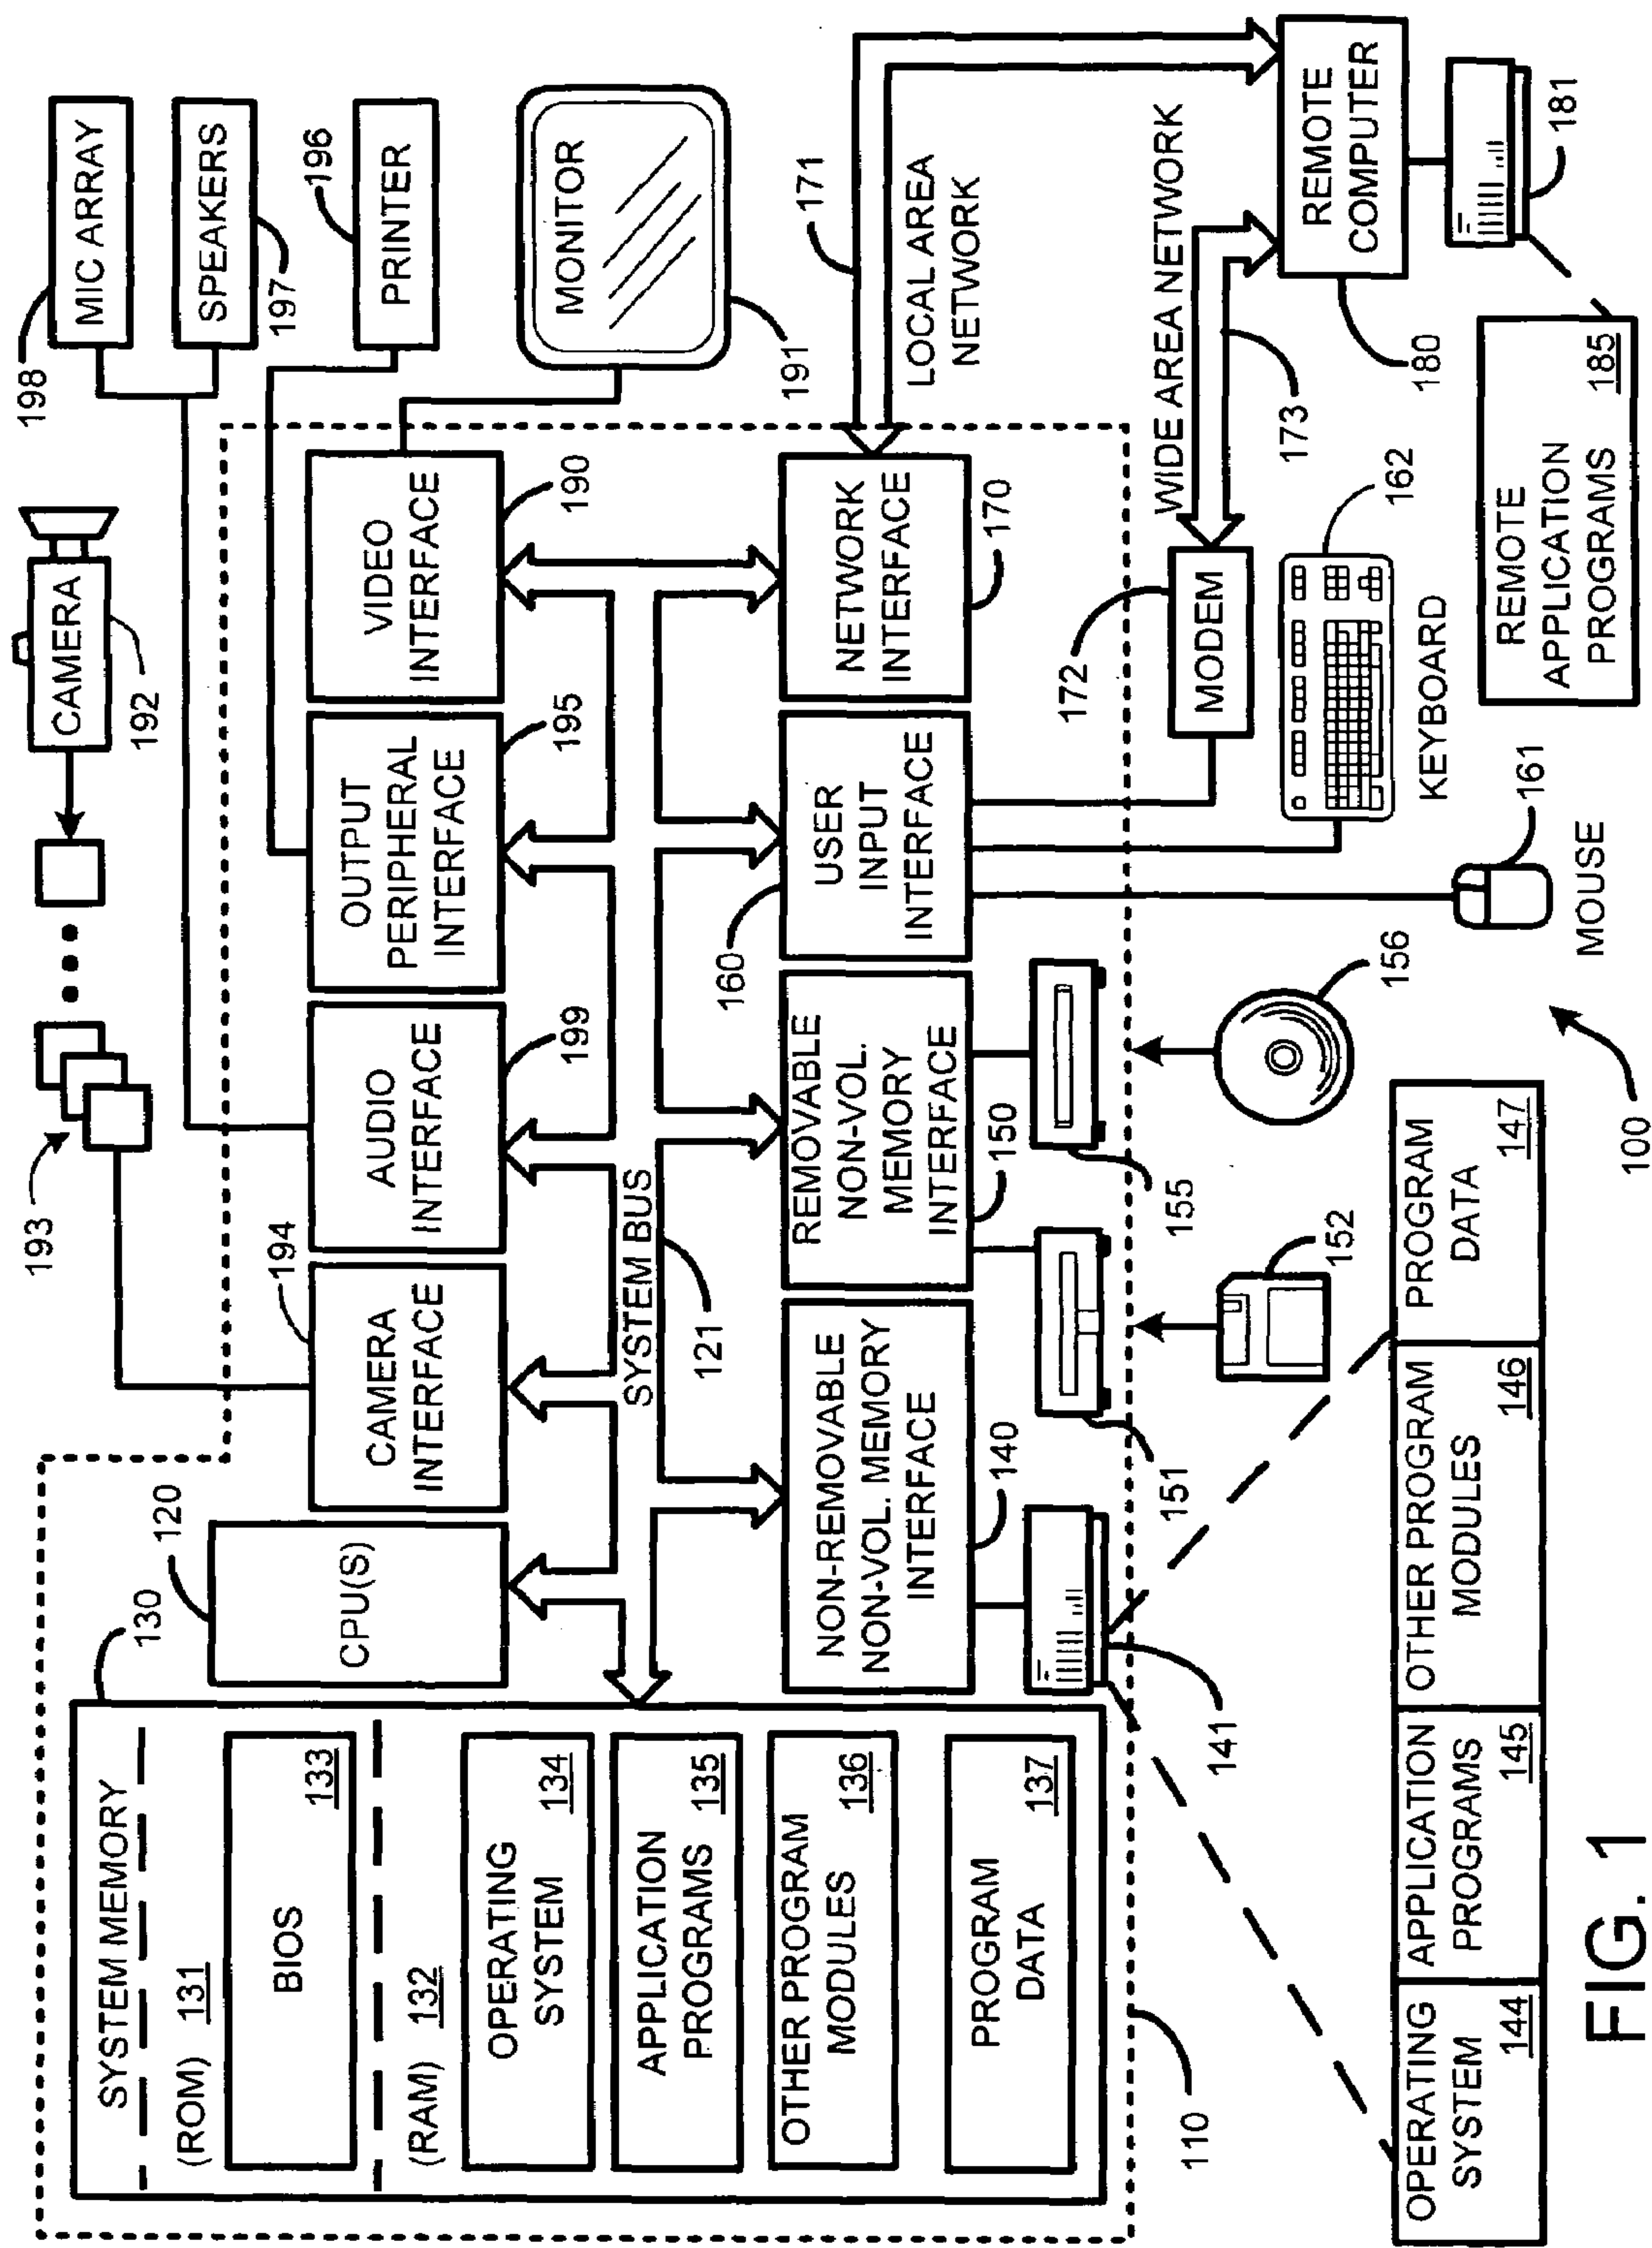 198
MIC ARRAY
SPEAKERS
197
196
PRINTER
MONITOR
191
CAMERA
192
193
130
120
194
SYSTEM MEMORY
(ROM) 131
BIOS
133
(RAM) 132
OPERATING
SYSTEM
134
APPLICATION
PROGRAMS
135
OTHER PROGRAM
MODULES
136
PROGRAM
DATA
137
CPU(S)
CAMERA
INTERFACE
AUDIO
INTERFACE
199
OUTPUT
PERIPHERAL
INTERFACE
195
VIDEO
INTERFACE
190
SYSTEM BUS
121
NON-REMOVABLE
NON-VOL. MEMORY
INTERFACE
140
REMOVABLE
NON-VOL.
MEMORY
INTERFACE
150
160
USER
INPUT
INTERFACE
NETWORK
INTERFACE
170
171
LOCAL AREA
NETWORK
WIDE AREA NETWORK
173
172
MODEM
REMOTE
COMPUTER
180
181
110
141
151
155
152
156
162
KEYBOARD
161
MOUSE
REMOTE
APPLICATION
PROGRAMS
185
OPERATING
SYSTEM
144
APPLICATION
PROGRAMS
145
OTHER PROGRAM
MODULES
146
PROGRAM
DATA
147
100
FIG. 1